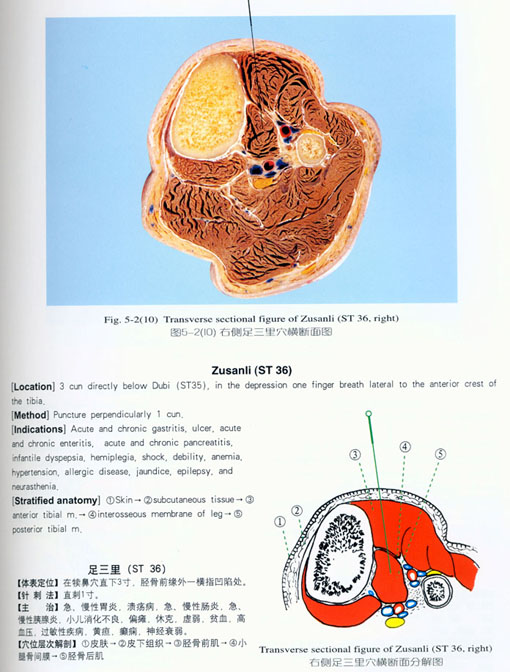 Fig. 5-2(10) Transverse sectional figure of Zusanli (ST 36, right)
图5-2(10) 右侧足三里穴横断面图
Zusanli (ST 36)
[Location] 3 cun directly below Dubi (ST35), in the depression one finger breath lateral to the anterior crest of
the tibia.
[Method] Puncture perpendicularly 1 cun.
[Indications] Acute and chronic gastritis, ulcer, acute
and chronic enteritis, acute and chronic pancreatitis,
infantile dyspepsia, hemiplegia, shock, debility, anemia,
hypertension, allergic disease, jaundice, epilepsy, and
neurasthenia.
[Stratified anatomy] ①Skin→②subcutaneous tissue→③
anterior tibial m.→④interosseous membrane of leg→⑤
posterior tibial m.
足三里 (ST 36)
【体表定位】在犊鼻穴直下3寸，胫骨前缘外一横指凹陷处。
【针 刺 法】直刺1寸。
【主 治】急、慢性胃炎，溃疡病，急、慢性肠炎，急、
慢性胰腺炎，小儿消化不良，偏瘫，休克，虚弱，贫血，高
血压，过敏性疾病，黄疸，癫痫，神经衰弱。
【穴位层次解剖】①皮肤→②皮下组织→③胫骨前肌→④小
腿骨间膜→⑤胫骨后肌
①
②
③
④
⑤
Transverse sectional figure of Zusanli (ST 36, right)
右侧足三里穴横断面分解图